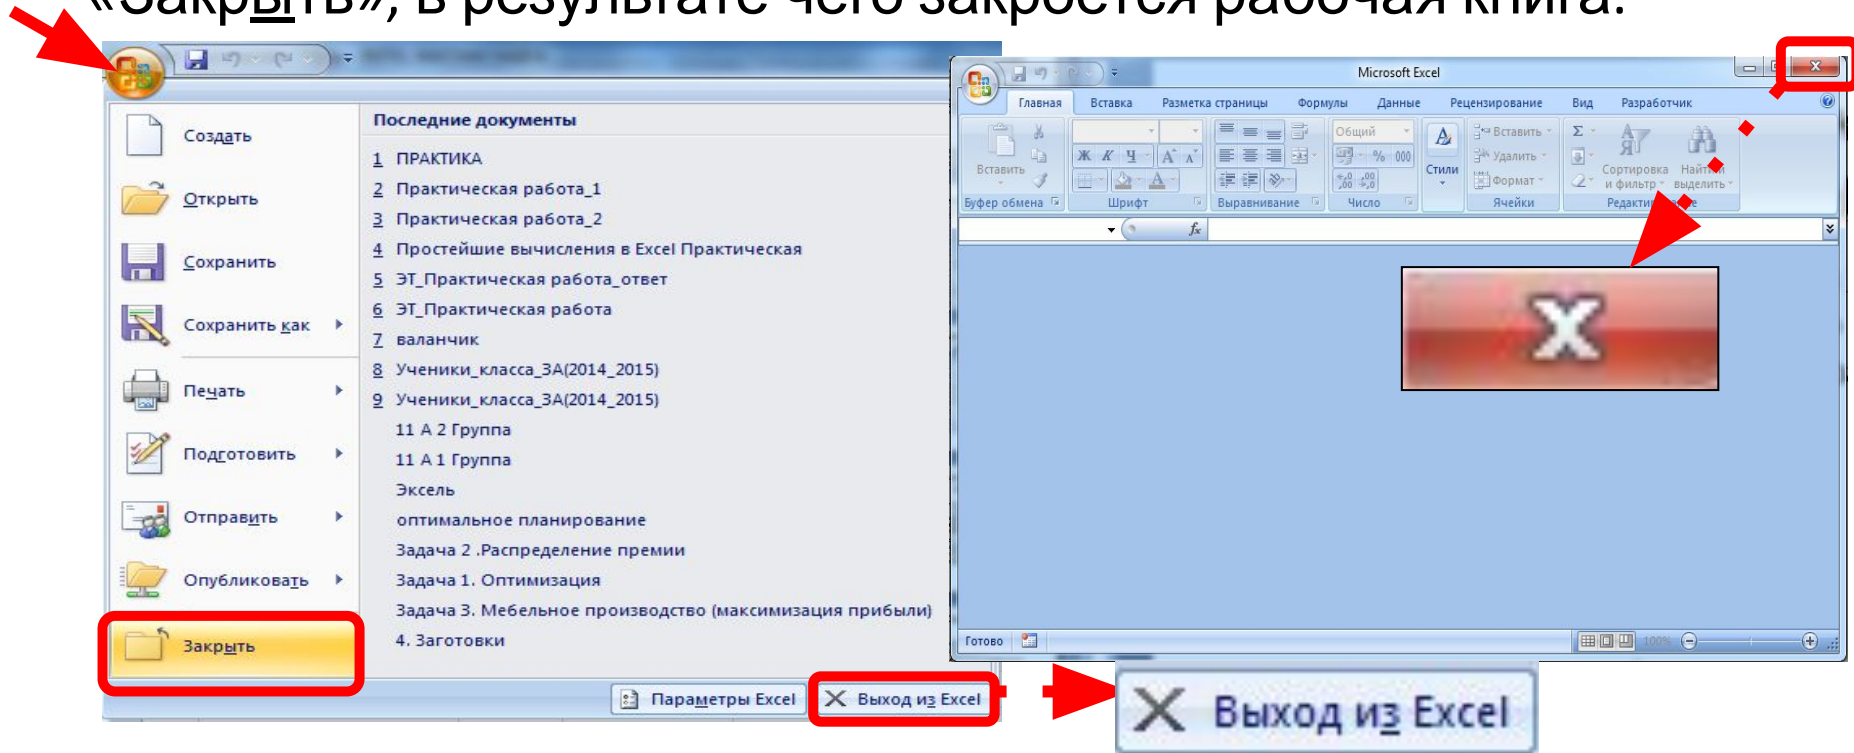 «Закрыть», в результате чего закроется рабочая книга.
Последние документы
Создать
Открыть
Сохранить
Сохранить как
Печать
Подготовить
Отправить
Опубликовать
Закрыть
1 ПРАКТИКА
2 Практическая работа_1
3 Практическая работа_2
4 Простейшие вычисления в Excel Практическая
5 ЭТ_Практическая работа_ответ
6 ЭТ_Практическая работа
7 валанчик
8 Ученики_класса_3А(2014_2015)
9 Ученики_класса_3А(2014_2015)
11 А 2 Группа
11 А 1 Группа
Эксель
оптимальное планирование
Задача 2 .Распределение премии
Задача 1. Оптимизация
Задача 3. Мебельное производство (максимизация прибыли)
4. Заготовки
Параметры Excel
Выход из Excel
Microsoft Excel
Главная Вставка Разметка страницы Формулы Данные Рецензирование Вид Разработчик
Вставить
Буфер обмена
Ж К Ч
Шрифт
Выравнивание
Общий
% 000
Число
Стили
Вставить
Удалить
Формат
Ячейки
Σ
Сортировка и фильтр
выделить
fx
Готово
100%
X
Выход из Excel